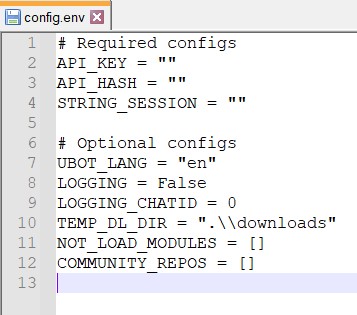 config.env
1 # Required configs
2 API_KEY = ""
3 API_HASH = ""
4 STRING_SESSION = ""
5
6 # Optional configs
7 UBOT_LANG = "en"
8 LOGGING = False
9 LOGGING_CHATID = 0
10 TEMP_DL_DIR = ".\\downloads"
11 NOT_LOAD_MODULES = []
12 COMMUNITY_REPOS = []
13